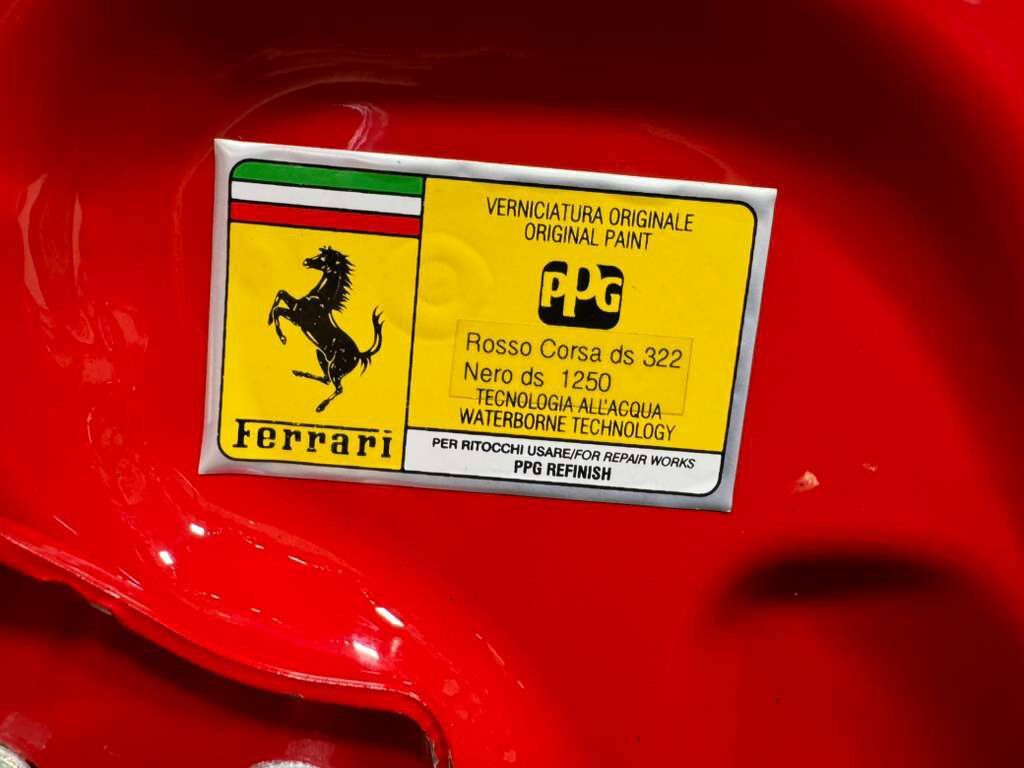 Ferrari
VERNICIATURA ORIGINALE
ORIGINAL PAINT
PPG
Rosso Corsa ds 322
Nero ds 1250
TECNOLOGIA ALL'ACQUA
WATERBORNE TECHNOLOGY
PER RITOCCHI USARE/FOR REPAIR WORKS
PPG REFINISH